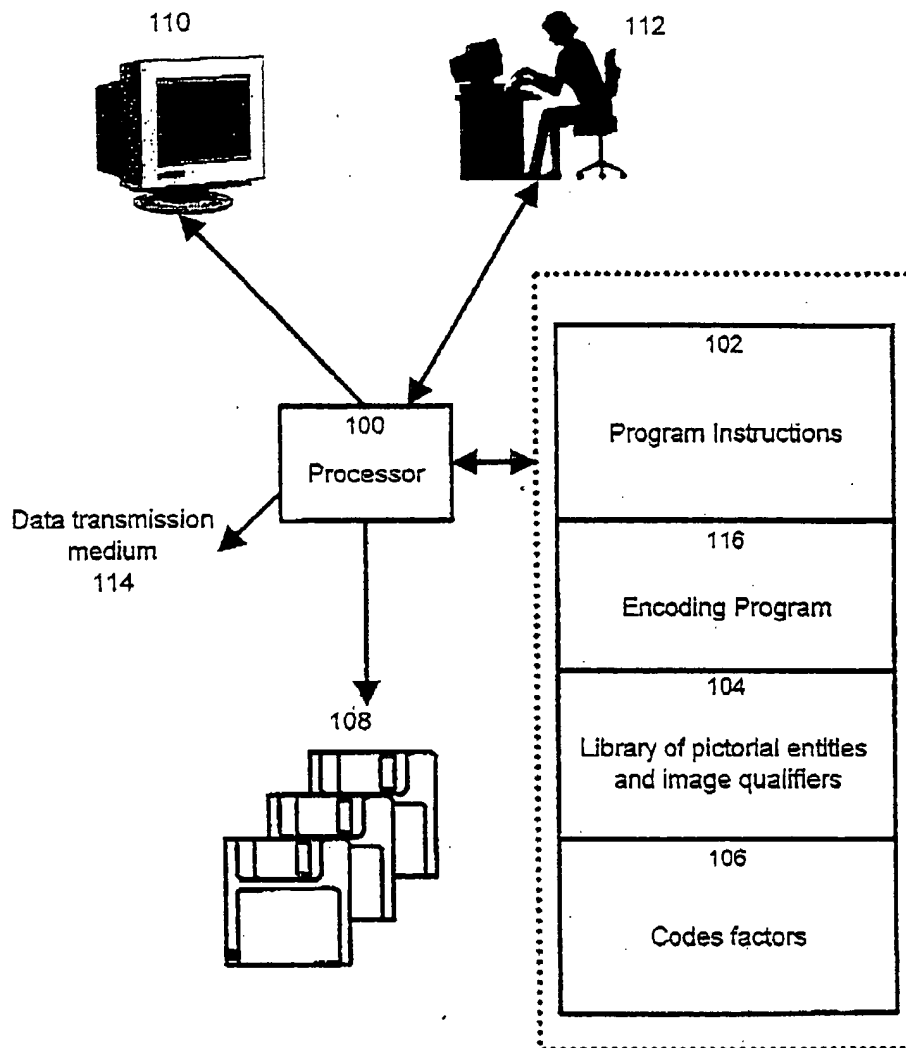 110
112
102
Program Instructions
100
Processor
Data transmission
medium
114
116
Encoding Program
104
Library of pictorial entities
and image qualifiers
108
106
Codes factors